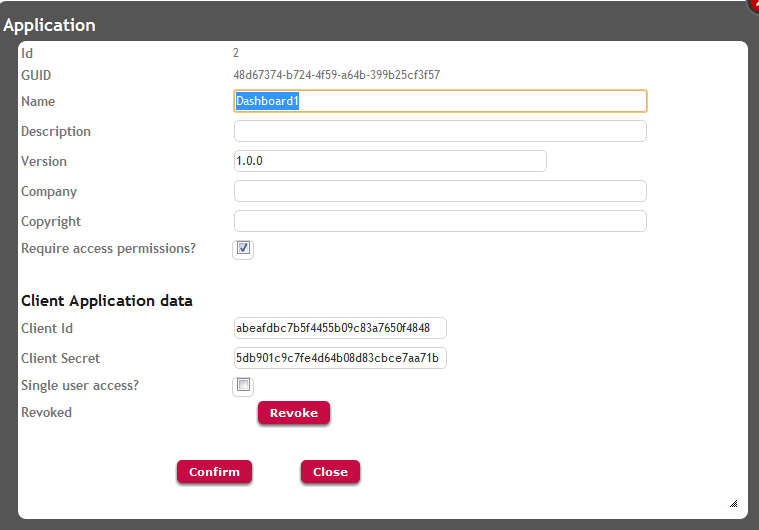 Application
Id 2
GUID 48d67374-b724-4f59-a64b-399b25cf3f57
Name Dashboard1
Description
Version 1.0.0
Company
Copyright
Require access permissions?
Client Application data
Client Id abeafdbc7b5f4455b09c83a7650f4848
Client Secret 5db901c9c7fe4d64b08d83cbce7aa71b
Single user access?
Revoked Revoke
Confirm Close